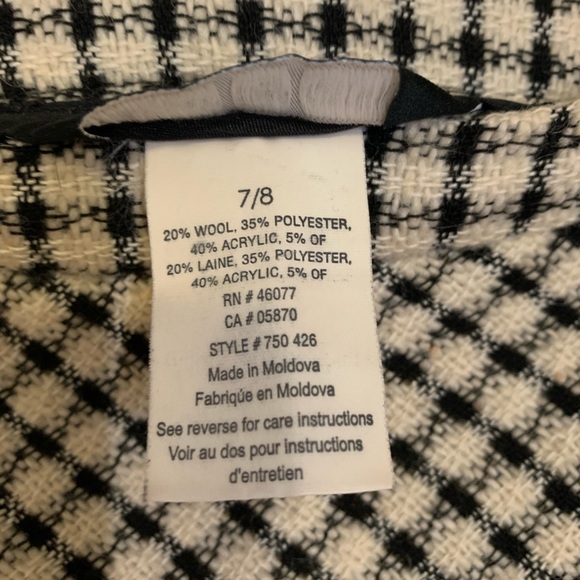 7/8
20% WOOL, 35% POLYESTER,
40% ACRYLIC, 5% OF
20% LAINE, 35% POLYESTER,
40% ACRYLIC, 5% OF
RN # 46077
CA # 05870
STYLE # 750 426
Made in Moldova
Fabriqúe en Moldova
See reverse for care instructions
Voir au dos pour instructions
d'entretien